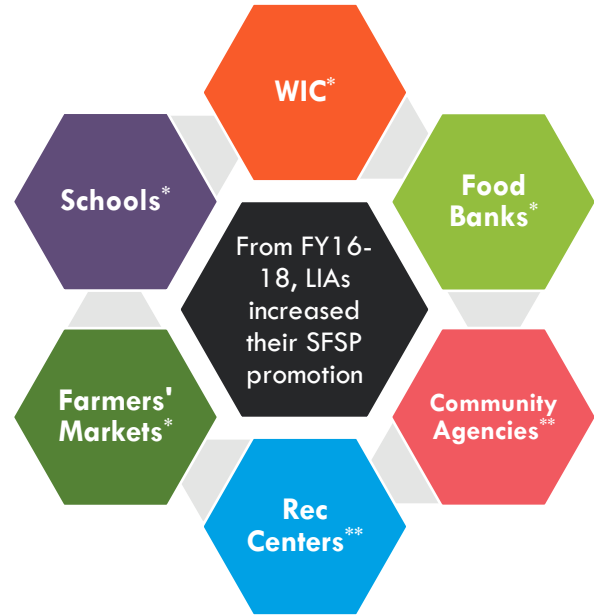 WIC*
Schools*
Food
Banks*
From FY16-
18, LIAs
increased
their SFSP
promotion
Farmers'
Markets*
Community
Agencies**
Rec
Centers**